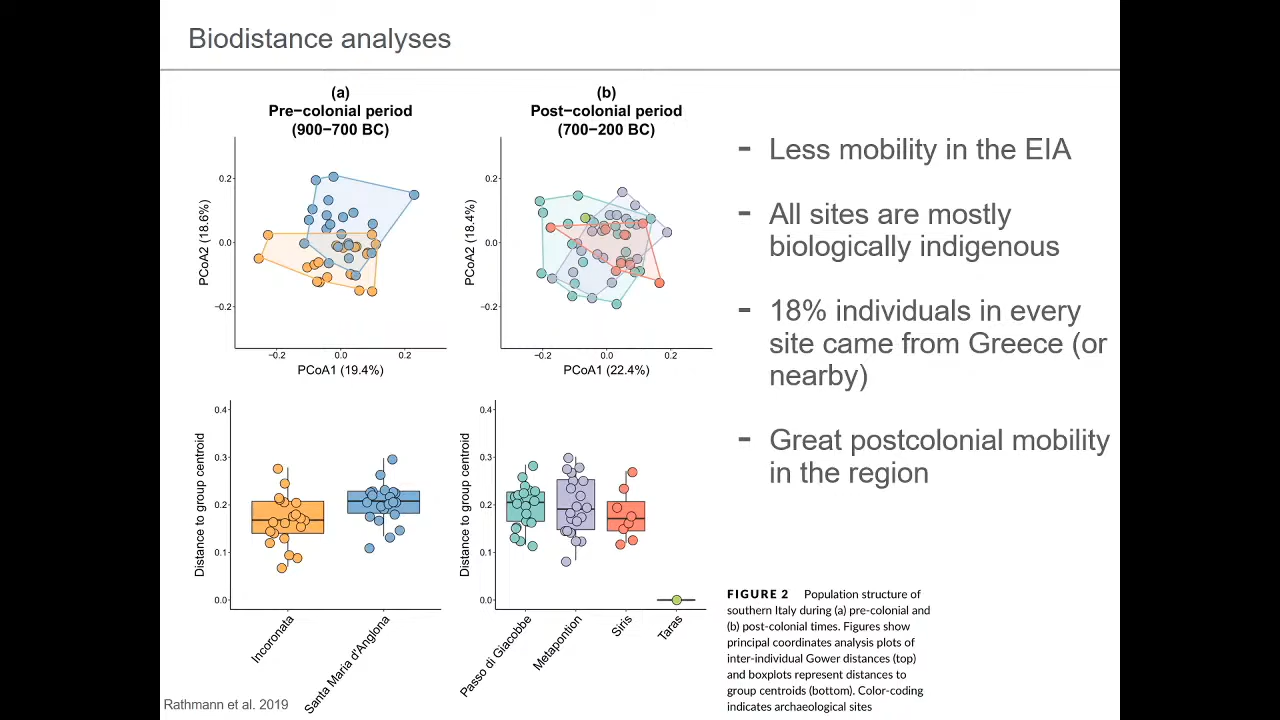 Biodistance analyses
(a)
Pre−colonial period
(900−700 BC)
PCoA2 (18.6%)
0.2
0.0
−0.2
−0.2
0.0
0.2
PCoA1 (19.4%)
(b)
Post−colonial period
(700−200 BC)
PCoA2 (18.4%)
0.2
0.0
−0.2
−0.2
0.0
0.2
PCoA1 (22.4%)
Distance to group centroid
0.4
0.3
0.2
0.1
0.0
Incoronata
Santa Maria d'Anglona
Distance to group centroid
0.4
0.3
0.2
0.1
0.0
Passo di Giacobbe
Metapontion
Siris
Taras
- Less mobility in the EIA
- All sites are mostly
biologically indigenous
- 18% individuals in every
site came from Greece (or
nearby)
- Great postcolonial mobility
in the region
FIGURE 2 Population structure of
southern Italy during (a) pre-colonial and
(b) post-colonial times. Figures show
principal coordinates analysis plots of
inter-individual Gower distances (top)
and boxplots represent distances to
group centroids (bottom). Color-coding
indicates archaeological sites
Rathmann et al. 2019